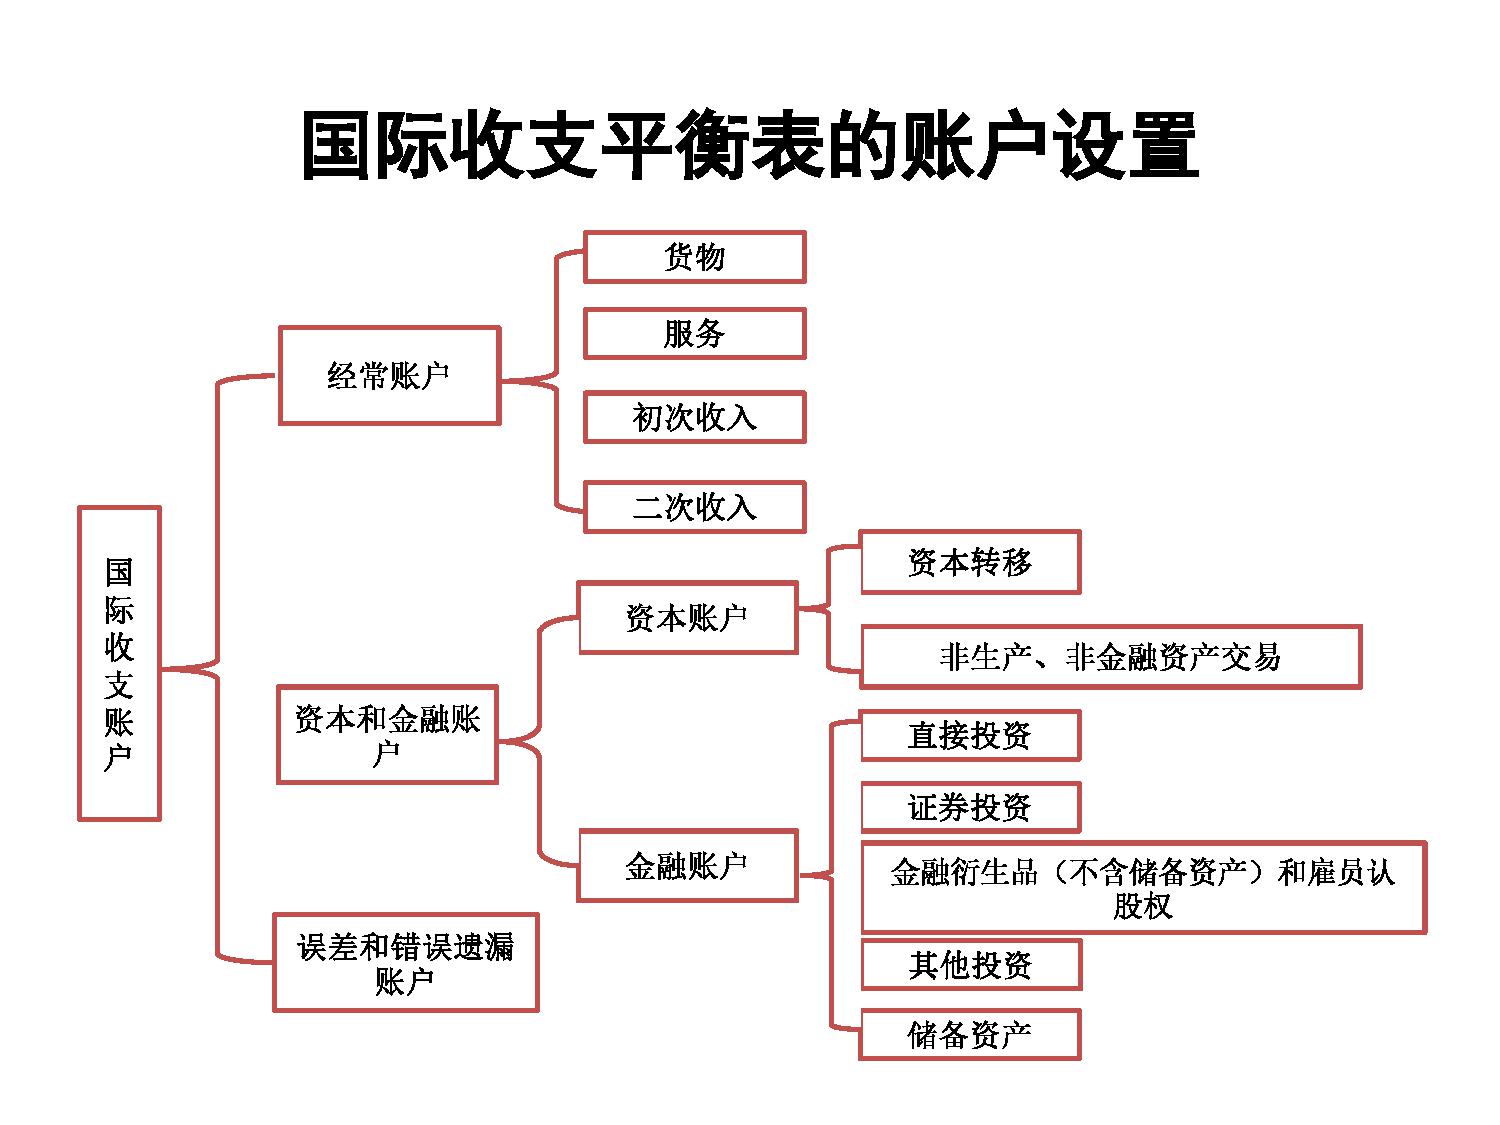 国际收支平衡表的账户设置
货物
服务
经常账户
初次收入
二次收入
国
际
收
支
账
户
资本转移
资本账户
非生产、非金融资产交易
资本和金融账
户
直接投资
证券投资
金融账户
金融衍生品（不含储备资产）和雇员认
股权
误差和错误遗漏
账户
其他投资
储备资产